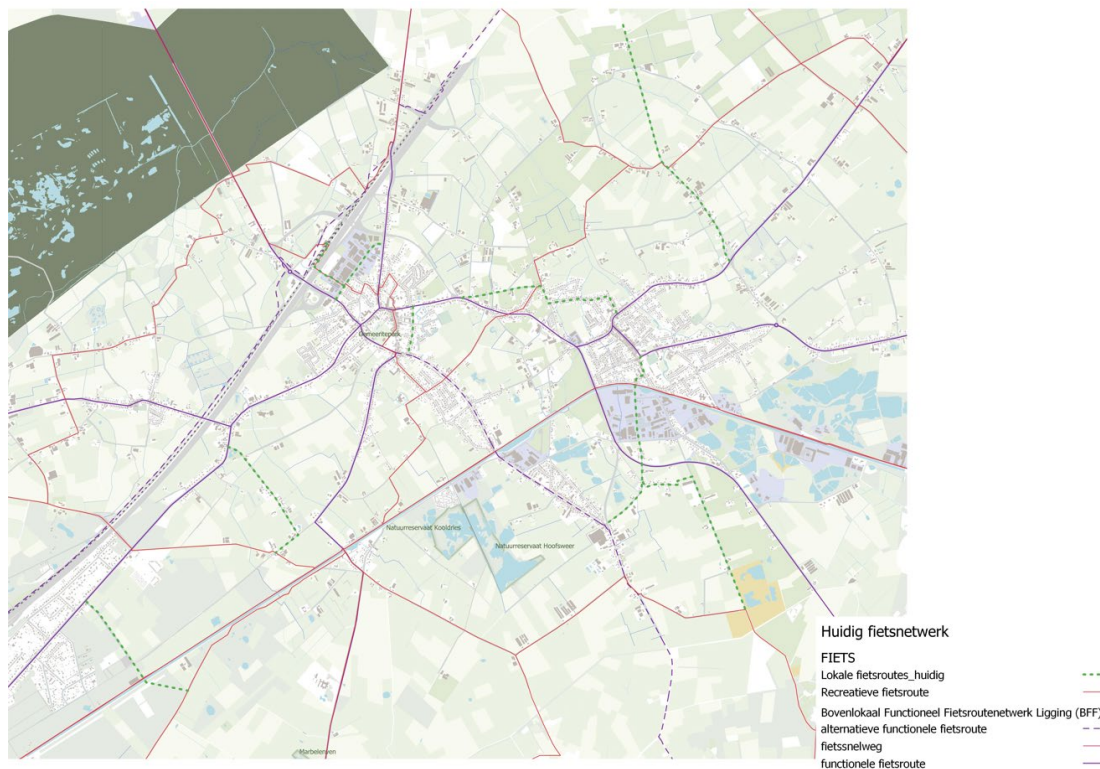 Gemeentepark
Natuurreservaat Kooldries
Natuurreservaat Hoofsweer
Marbelenven
Huidig fietsnetwerk
FIETS
Lokale fietsroutes_huidig
Recreatieve fietsroute
Bovenlokaal Functioneel Fietsroutenetwerk Ligging (BFF)
alternatieve functionele fietsroute
fietssnelweg
functionele fietsroute